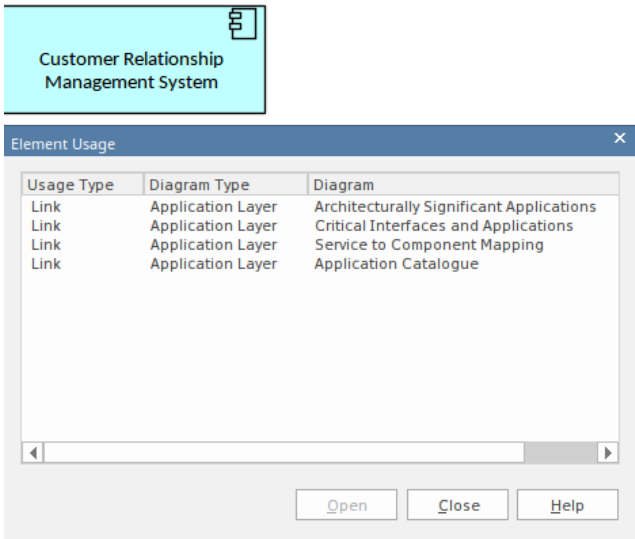 Customer Relationship
Management System
Element Usage
Usage Type Diagram Type Diagram
Link Application Layer Architecturally Significant Applications
Link Application Layer Critical Interfaces and Applications
Link Application Layer Service to Component Mapping
Link Application Layer Application Catalogue
Open Close Help